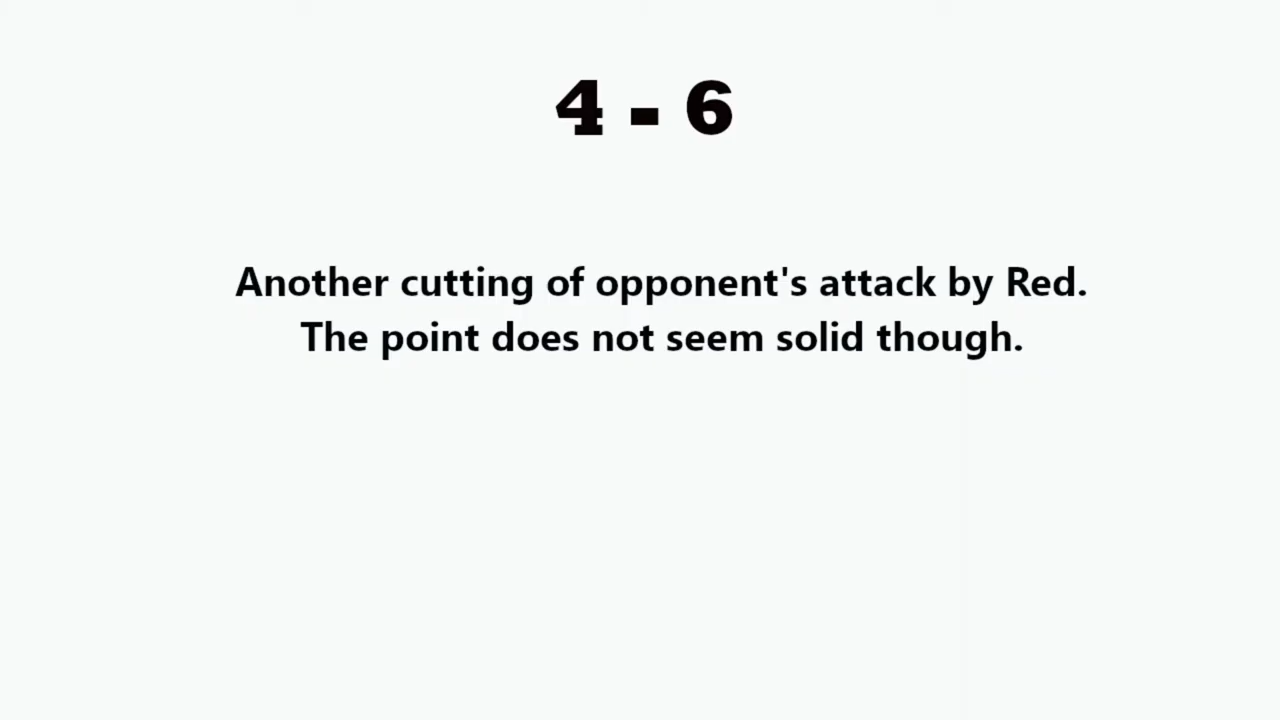 4 - 6
Another cutting of opponent's attack by Red.
The point does not seem solid though.